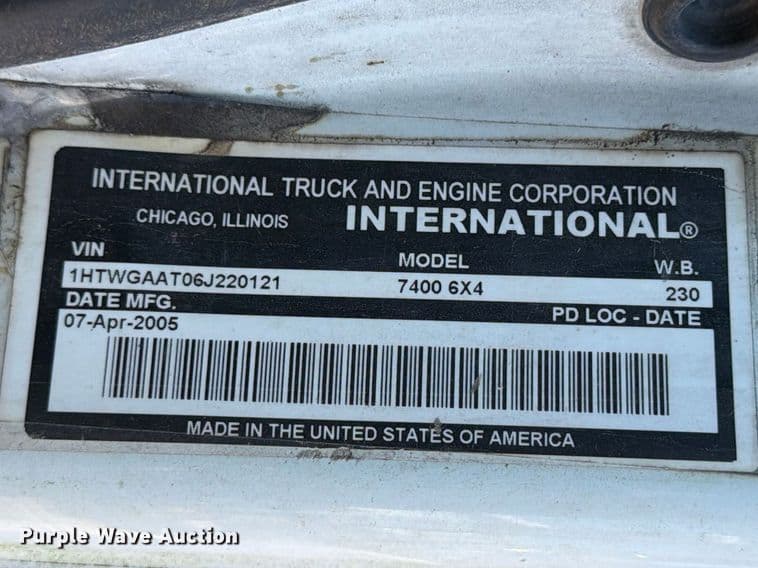 INTERNATIONAL TRUCK AND ENGINE CORPORATION
CHICAGO, ILLINOIS INTERNATIONAL®
VIN MODEL W.B.
1HTWGAAT06J220121 7400 6X4 230
DATE MFG. PD LOC - DATE
07-Apr-2005
MADE IN THE UNITED STATES OF AMERICA
Purple Wave Auction